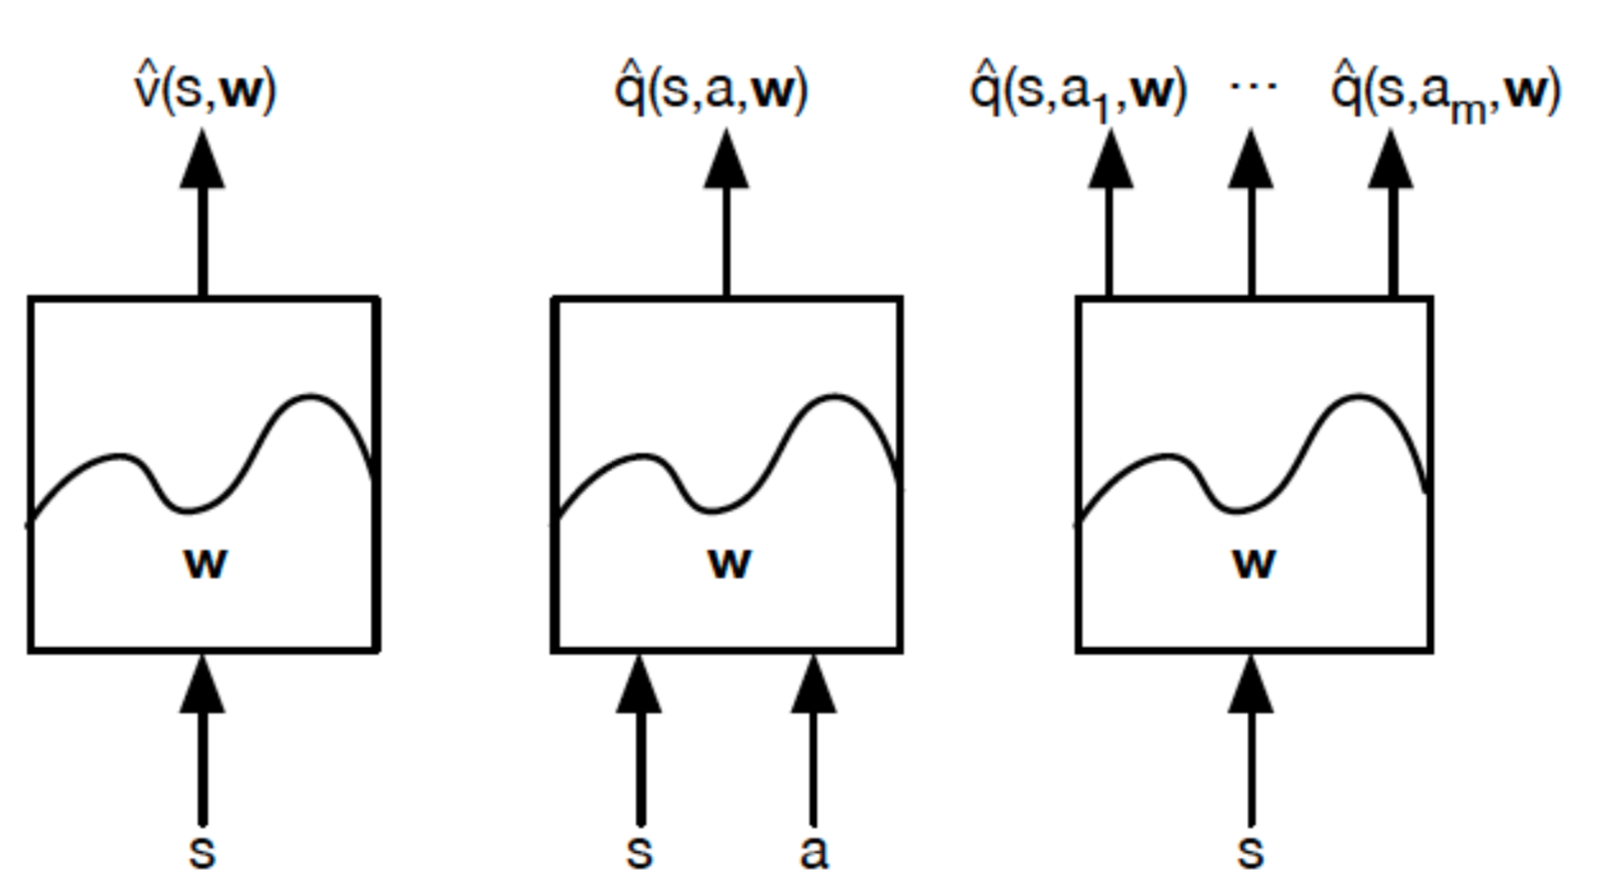 v̂(s,w) q̂(s,a,w) q̂(s,a₁,w) ··· q̂(s,aₘ,w)
w w w
s s a s